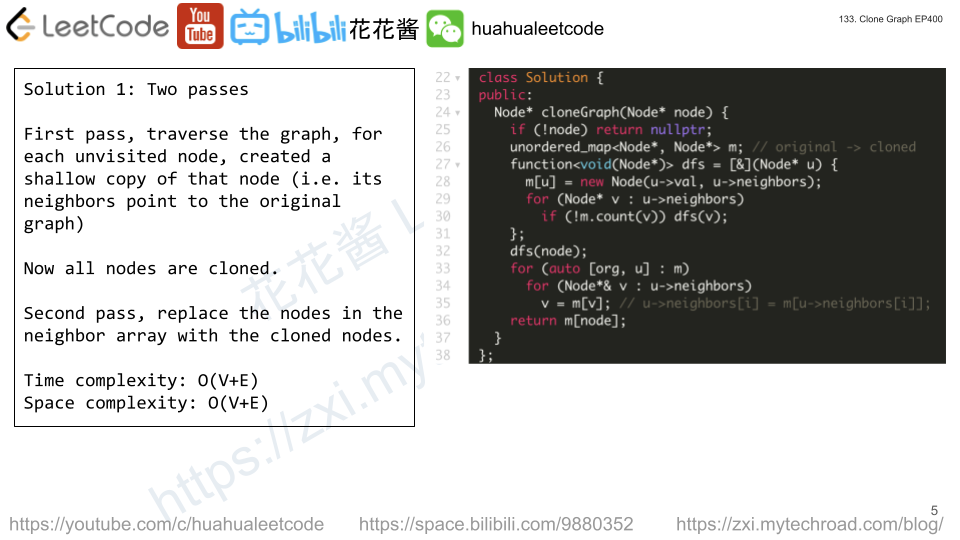 LeetCode
You
Tube
bilibili
花花酱
huahualeetcode
133. Clone Graph EP400
Solution 1: Two passes
First pass, traverse the graph, for
each unvisited node, created a
shallow copy of that node (i.e. its
neighbors point to the original
graph)
Now all nodes are cloned.
Second pass, replace the nodes in the
neighbor array with the cloned nodes.
Time complexity: O(V+E)
Space complexity: O(V+E)
22 class Solution {
23 public:
24   Node* cloneGraph(Node* node) {
25     if (!node) return nullptr;
26     unordered_map<Node*, Node*> m; // original -> cloned
27     function<void(Node*)> dfs = [&](Node* u) {
28       m[u] = new Node(u->val, u->neighbors);
29       for (Node* v : u->neighbors)
30         if (!m.count(v)) dfs(v);
31     };
32     dfs(node);
33     for (auto [org, u] : m)
34       for (Node*& v : u->neighbors)
35         v = m[v]; // u->neighbors[i] = m[u->neighbors[i]];
36     return m[node];
37   }
38 };
花花酱 L
https://zxi.my
5
https://youtube.com/c/huahualeetcode
https://space.bilibili.com/9880352
https://zxi.mytechroad.com/blog/